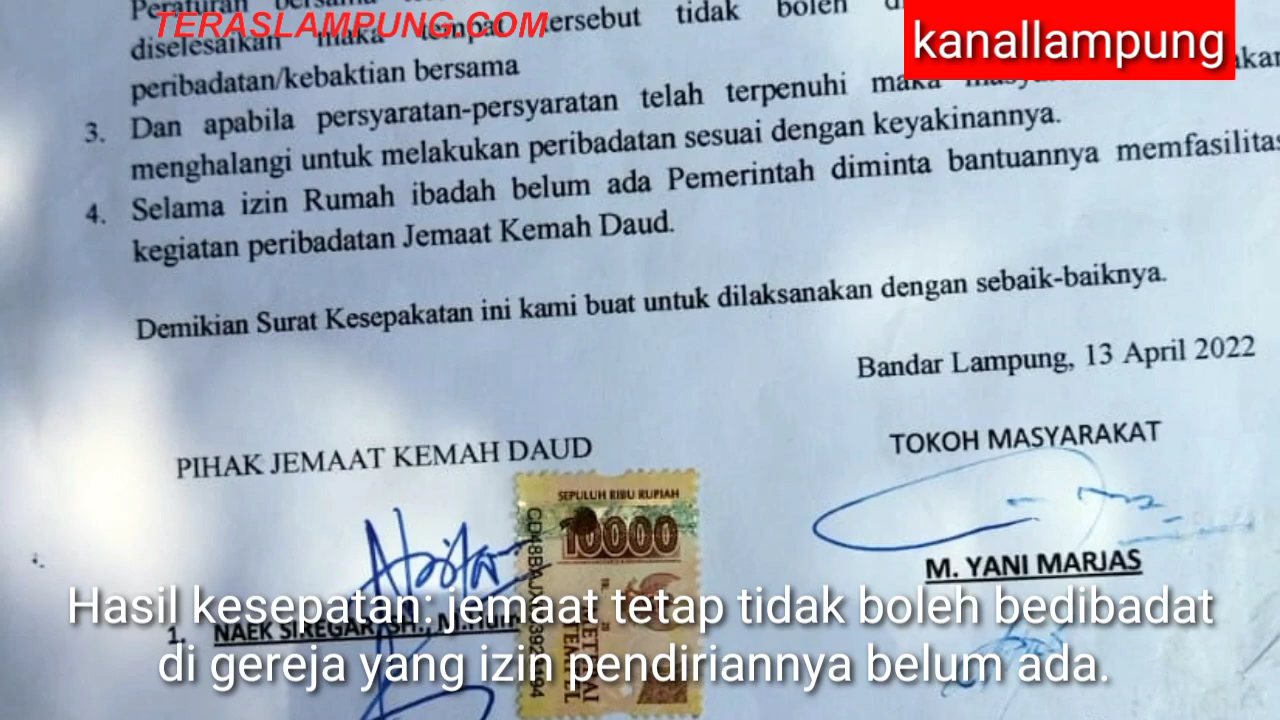 Peraturan bersama
TERASLAMPUNG.COM
kanallampung
diselesaikan maka tempat tersebut tidak boleh
peribadatan/kebaktian bersama
3. Dan apabila persyaratan-persyaratan telah terpenuhi maka
menghalangi untuk melakukan peribadatan sesuai dengan keyakinannya.
4. Selama izin Rumah ibadah belum ada Pemerintah diminta bantuannya memfasilitas
kegiatan peribadatan Jemaat Kemah Daud.
Demikian Surat Kesepakatan ini kami buat untuk dilaksanakan dengan sebaik-baiknya.
Bandar Lampung, 13 April 2022
PIHAK JEMAAT KEMAH DAUD
TOKOH MASYARAKAT
SEPULUH RIBU RUPIAH
10000
M. YANI MARJAS
1. NAEK SIREGAR, SH., M.HUM
Hasil kesepatan: jemaat tetap tidak boleh bedibadat
di gereja yang izin pendiriannya belum ada.